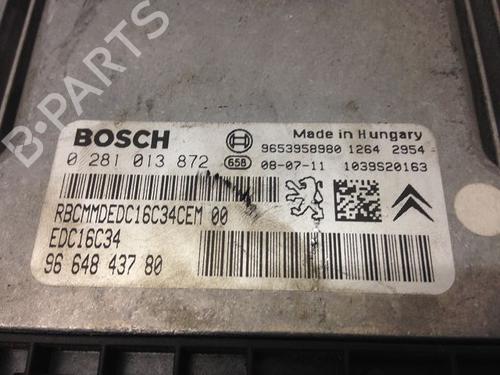 B-PARTS
BOSCH
Made in Hungary
9653958980 1264 2954
0 281 013 872 658 08-07-11 1039S20163
RBCMMDEDC16C34CEM 00
EDC16C34
96 648 437 80